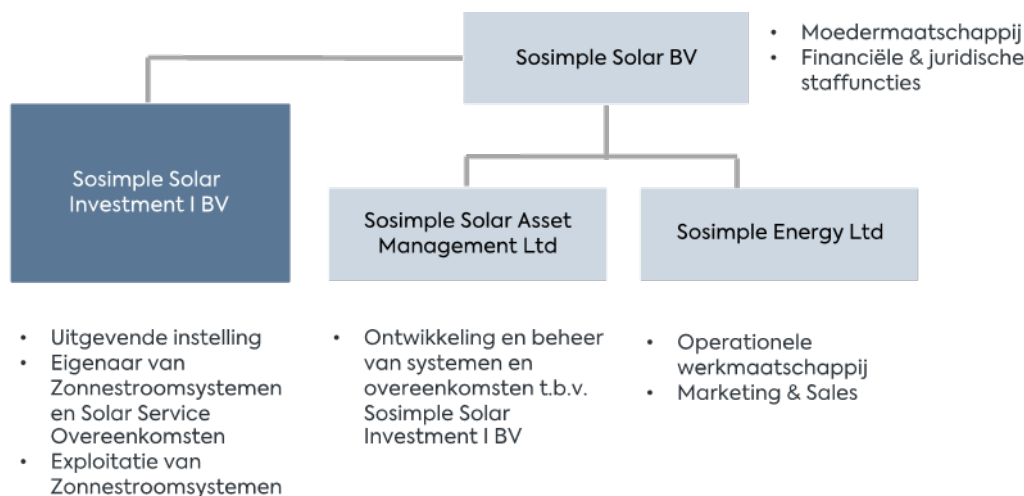 Sosimple Solar BV
• Moedermaatschappij
• Financiële & juridische
staffuncties
Sosimple Solar
Investment I BV
Sosimple Solar Asset
Management Ltd
Sosimple Energy Ltd
• Uitgevende instelling
• Eigenaar van
Zonnestroomsystemen
en Solar Service
Overeenkomsten
• Exploitatie van
Zonnestroomsystemen
• Ontwikkeling en beheer
van systemen en
overeenkomsten t.b.v.
Sosimple Solar
Investment I BV
• Operationele
werkmaatschappij
• Marketing & Sales